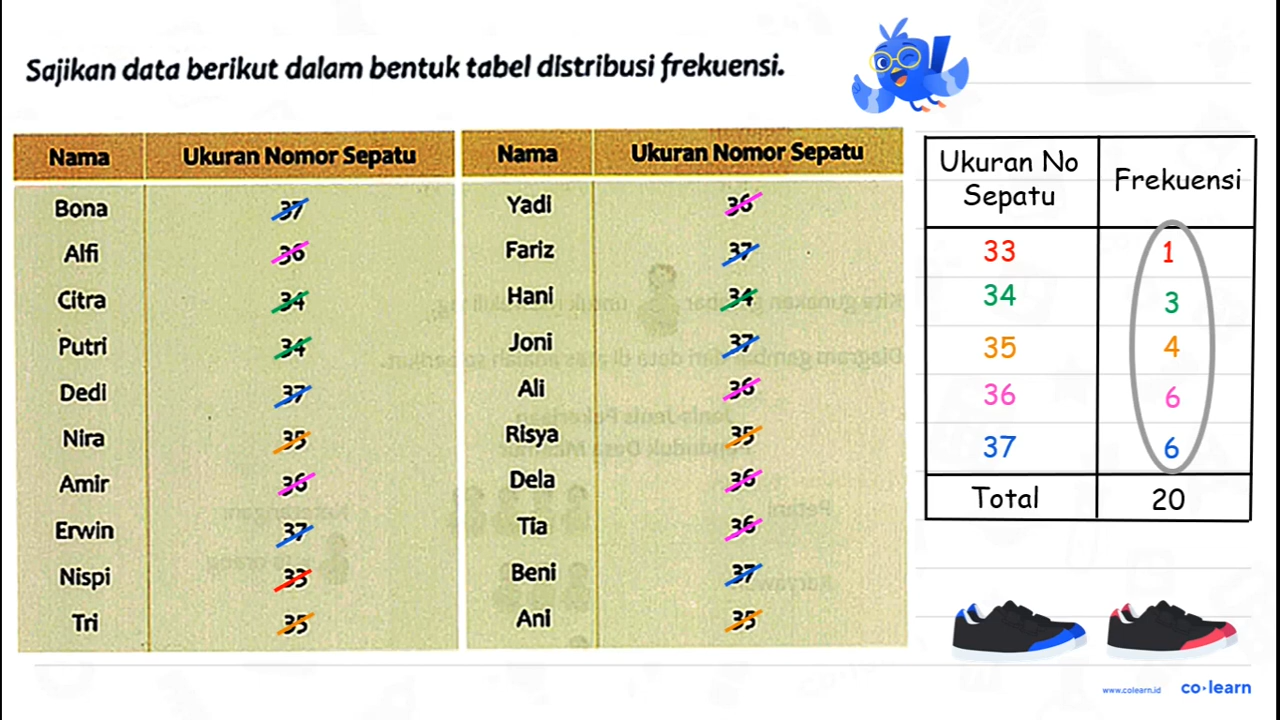 Sajikan data berikut dalam bentuk tabel distribusi frekuensi.
Nama Ukuran Nomor Sepatu Nama Ukuran Nomor Sepatu
Bona 37 Yadi 36
Alfi 36 Fariz 37
Citra 34 Hani 34
Putri 34 Joni 37
Dedi 37 Ali 36
Nira 35 Risya 35
Amir 36 Dela 36
Erwin 37 Tia 36
Nispi 33 Beni 37
Tri 35 Ani 35
Ukuran No Sepatu Frekuensi
33 1
34 3
35 4
36 6
37 6
Total 20
www.colearn.id co·learn